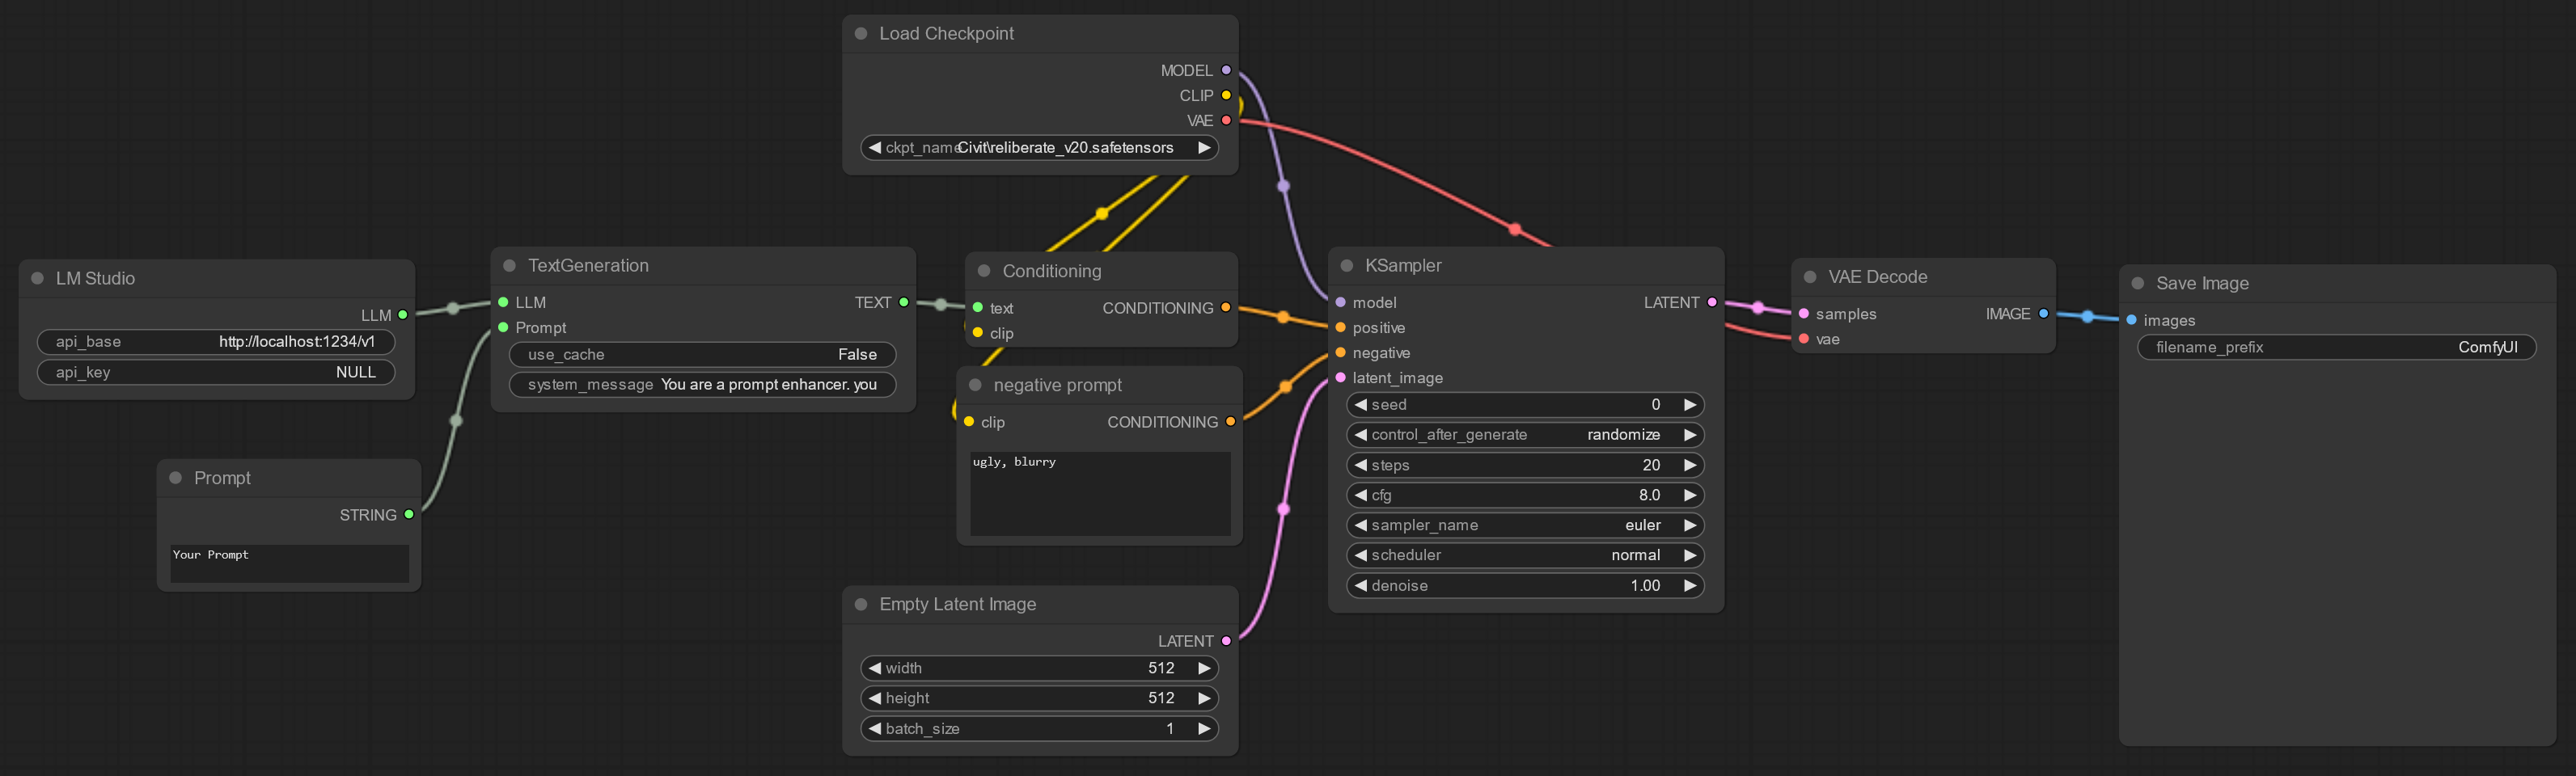 Load Checkpoint
MODEL
CLIP
VAE
ckpt_name Civit\reliberate_v20.safetensors
LM Studio
LLM
api_base http://localhost:1234/v1
api_key NULL
Prompt
STRING
Your Prompt
TextGeneration
LLM TEXT
Prompt
use_cache False
system_message You are a prompt enhancer. you
Conditioning
text CONDITIONING
clip
negative prompt
clip CONDITIONING
ugly, blurry
Empty Latent Image
LATENT
width 512
height 512
batch_size 1
KSampler
model LATENT
positive
negative
latent_image
seed 0
control_after_generate randomize
steps 20
cfg 8.0
sampler_name euler
scheduler normal
denoise 1.00
VAE Decode
samples IMAGE
vae
Save Image
images
filename_prefix ComfyUI